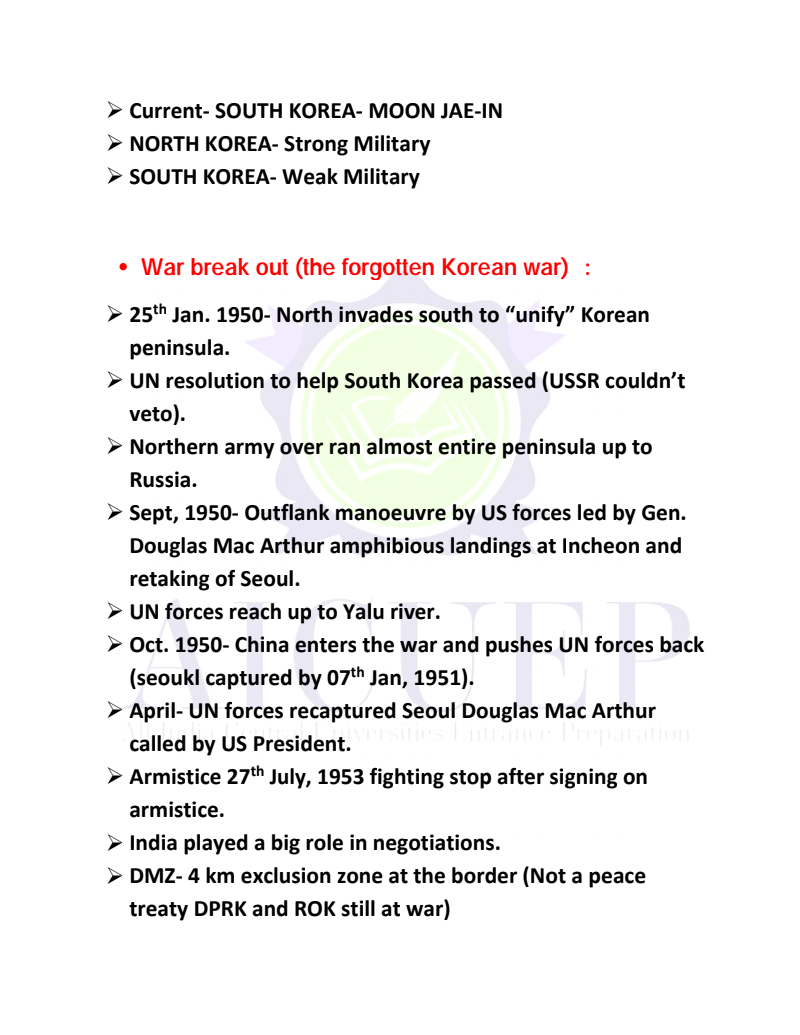 ➢ Current- SOUTH KOREA- MOON JAE-IN
➢ NORTH KOREA- Strong Military
➢ SOUTH KOREA- Weak Military
• War break out (the forgotten Korean war) :
➢ 25th Jan. 1950- North invades south to “unify” Korean
peninsula.
➢ UN resolution to help South Korea passed (USSR couldn’t
veto).
➢ Northern army over ran almost entire peninsula up to
Russia.
➢ Sept, 1950- Outflank manoeuvre by US forces led by Gen.
Douglas Mac Arthur amphibious landings at Incheon and
retaking of Seoul.
➢ UN forces reach up to Yalu river.
➢ Oct. 1950- China enters the war and pushes UN forces back
(seoukl captured by 07th Jan, 1951).
➢ April- UN forces recaptured Seoul Douglas Mac Arthur
called by US President.
➢ Armistice 27th July, 1953 fighting stop after signing on
armistice.
➢ India played a big role in negotiations.
➢ DMZ- 4 km exclusion zone at the border (Not a peace
treaty DPRK and ROK still at war)
AICUEP
All India Central Universities Entrance Preparation